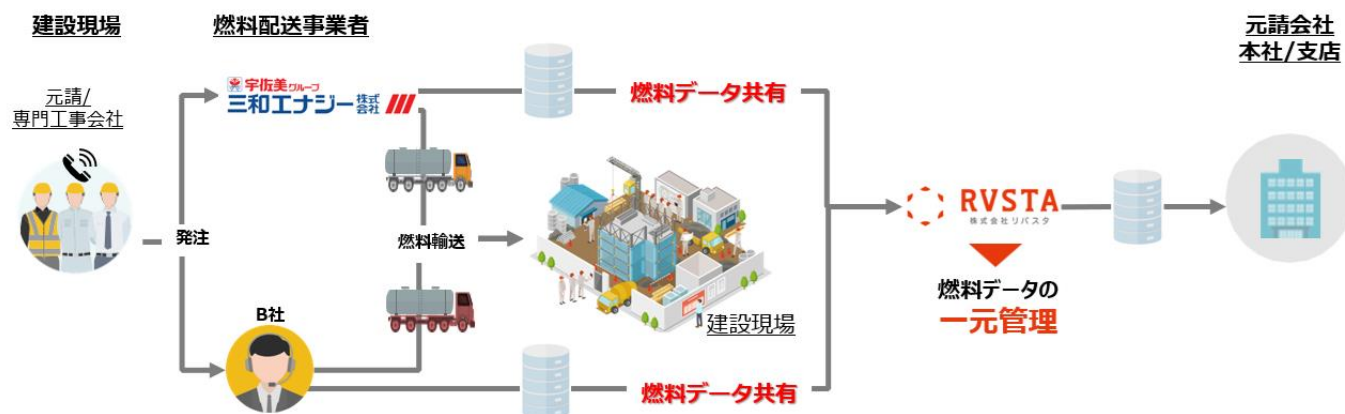 建設現場
燃料配送事業者
元請会社
本社/支店
元請/
専門工事会社
宇佐美グループ
三和エナジー株式会社
燃料データ共有
発注
燃料輸送
RVSTA
株式会社リバスタ
燃料データの
一元管理
B社
建設現場
燃料データ共有